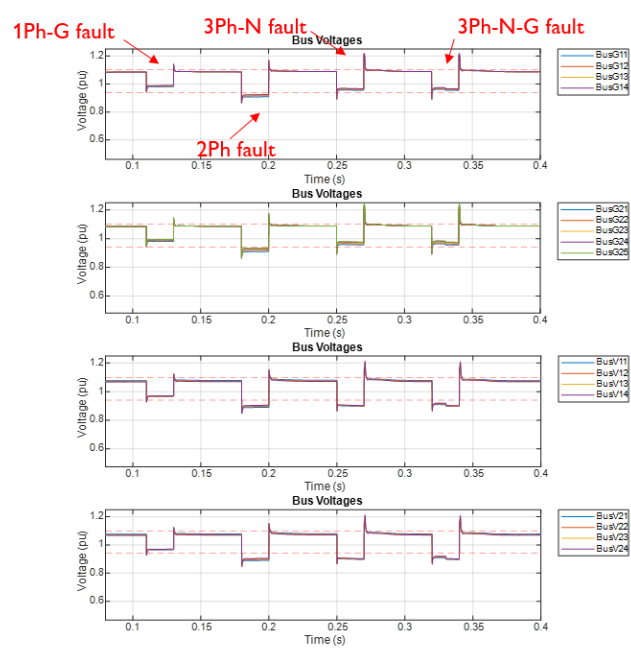 1Ph-G fault
3Ph-N fault
3Ph-N-G fault
Bus Voltages
Voltage (pu)
1.2
1
0.8
0.6
2Ph fault
0.1
0.15
0.2
0.25
0.3
0.35
0.4
Time (s)
BusG11
BusG12
BusG13
BusG14
Bus Voltages
Voltage (pu)
1.2
1
0.8
0.6
0.1
0.15
0.2
0.25
0.3
0.35
0.4
Time (s)
BusG21
BusG22
BusG23
BusG24
BusG25
Bus Voltages
Voltage (pu)
1.2
1
0.8
0.6
0.1
0.15
0.2
0.25
0.3
0.35
0.4
Time (s)
BusV11
BusV12
BusV13
BusV14
Bus Voltages
Voltage (pu)
1.2
1
0.8
0.6
0.1
0.15
0.2
0.25
0.3
0.35
0.4
Time (s)
BusV21
BusV22
BusV23
BusV24